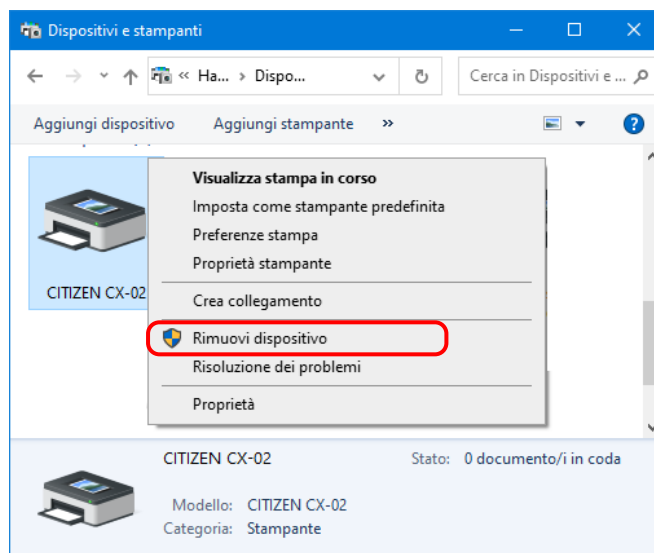 Dispositivi e stampanti
« Ha... › Dispo...
Cerca in Dispositivi e ...
Aggiungi dispositivo Aggiungi stampante »
Visualizza stampa in corso
Imposta come stampante predefinita
Preferenze stampa
Proprietà stampante
CITIZEN CX-02
Crea collegamento
Rimuovi dispositivo
Risoluzione dei problemi
Proprietà
CITIZEN CX-02 Stato: 0 documento/i in coda
Modello: CITIZEN CX-02
Categoria: Stampante